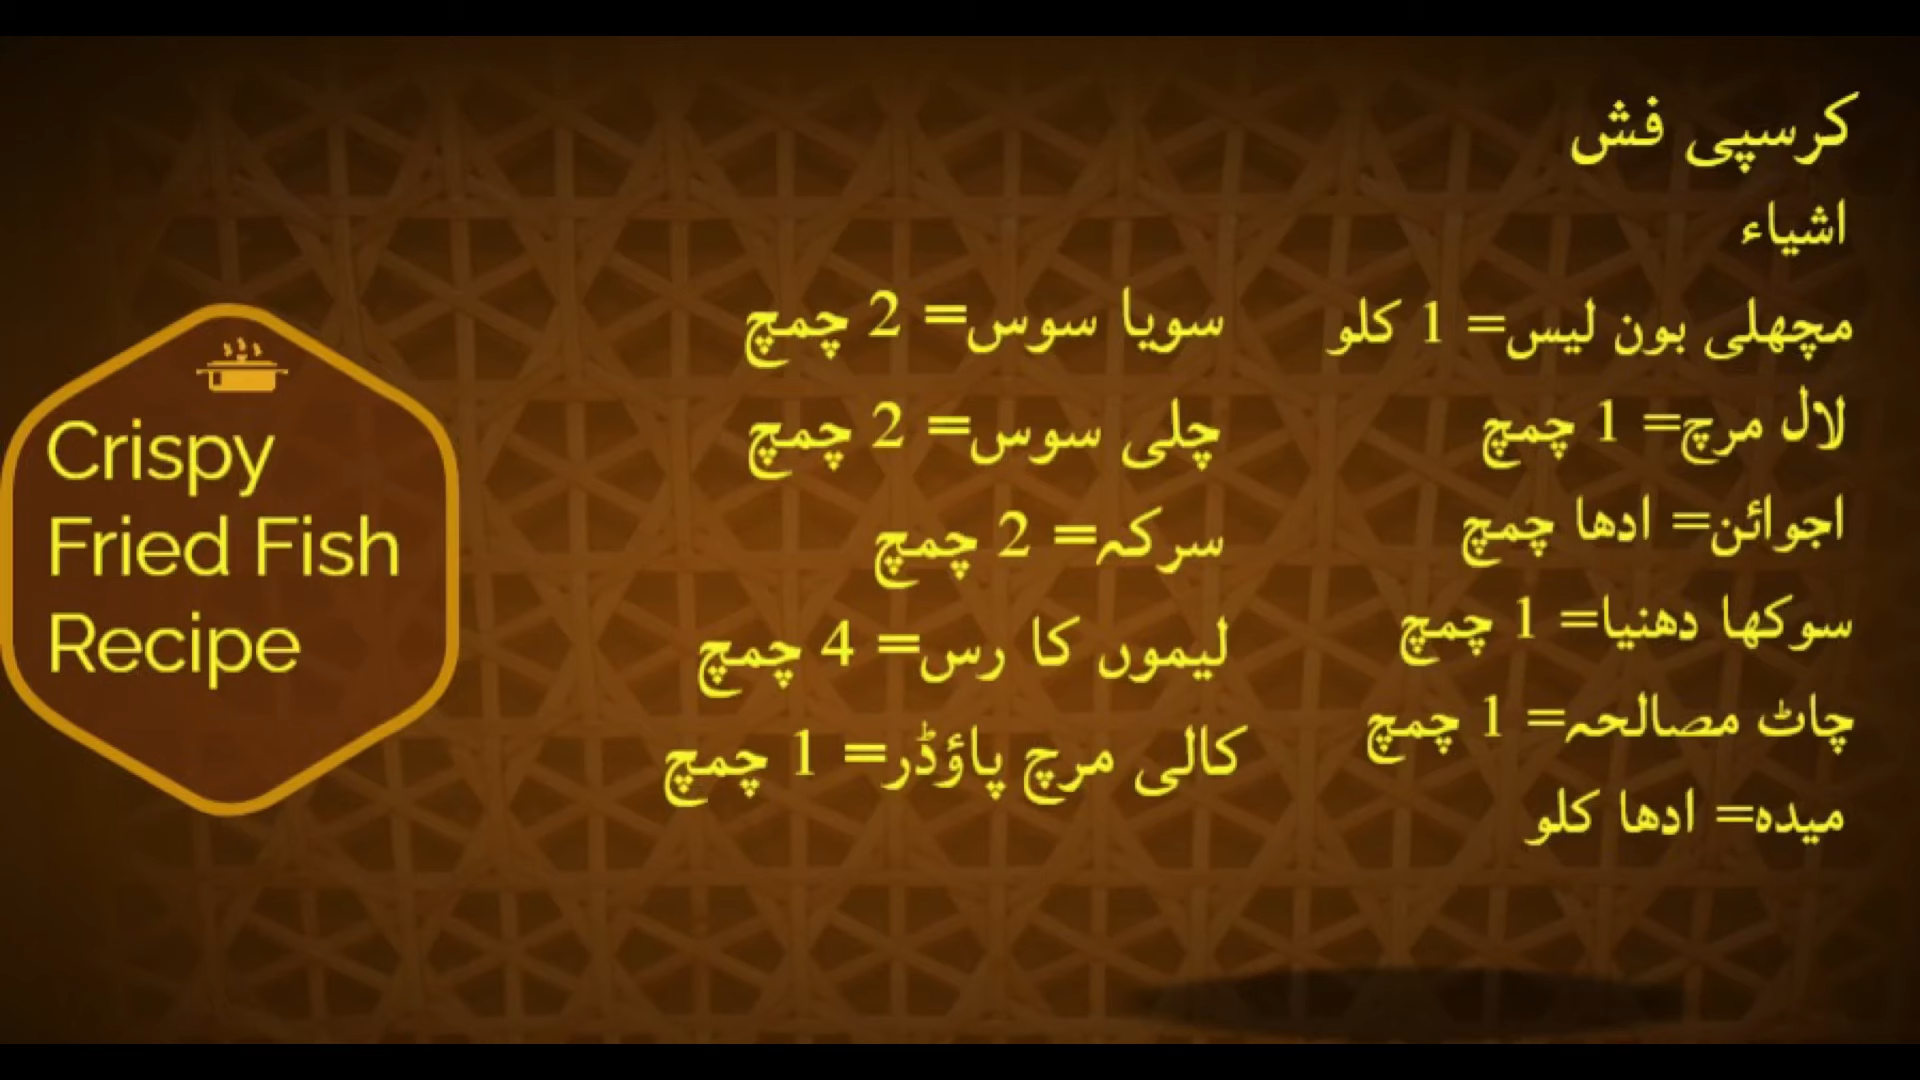 کرسپی فش
اشیاء
مچھلی بون لیس= 1 کلو
لال مرچ= 1 چمچ
اجوائن= ادھا چمچ
سوکھا دھنیا= 1 چمچ
چاٹ مصالحہ= 1 چمچ
میدہ= ادھا کلو
سویا سوس= 2 چمچ
چلی سوس= 2 چمچ
سرکہ= 2 چمچ
لیموں کا رس= 4 چمچ
کالی مرچ پاؤڈر= 1 چمچ
Crispy
Fried Fish
Recipe